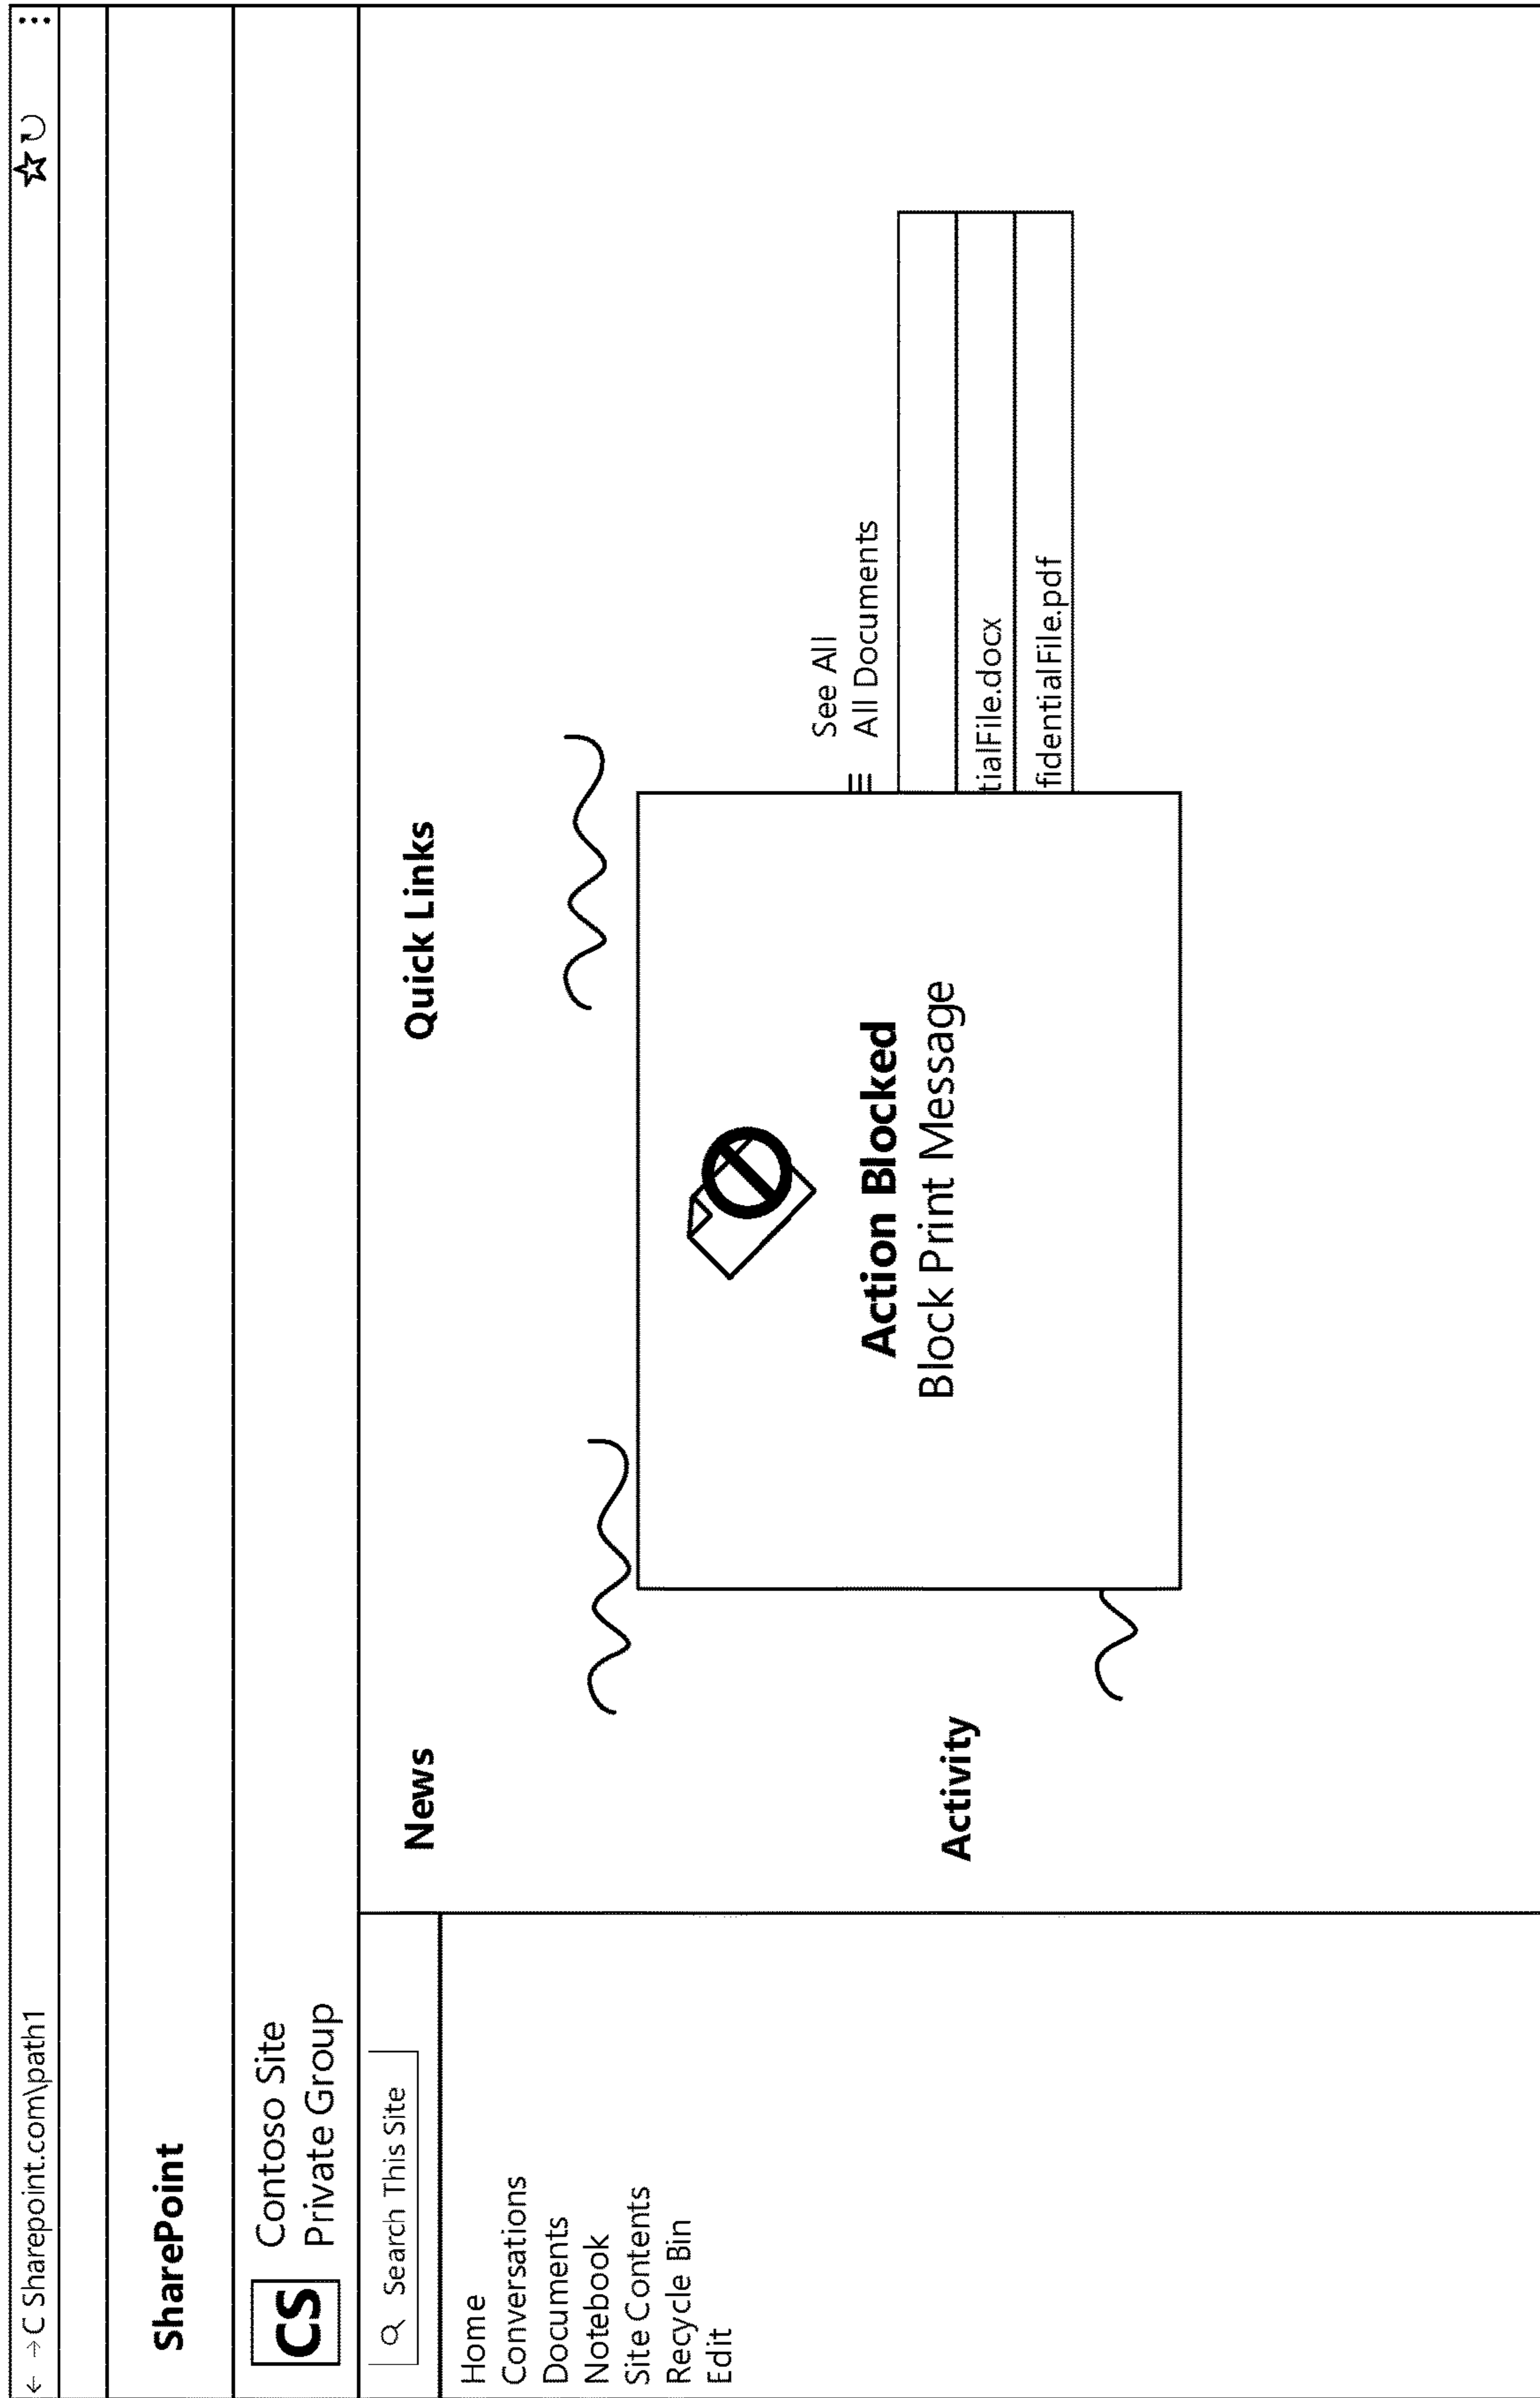 ← → C Sharepoint.com\path1
SharePoint
CS
Contoso Site
Private Group
Search This Site
Home
Conversations
Documents
Notebook
Site Contents
Recycle Bin
Edit
News
Quick Links
See All
All Documents
tialFile.docx
fidentialFile.pdf
Action Blocked
Block Print Message
Activity